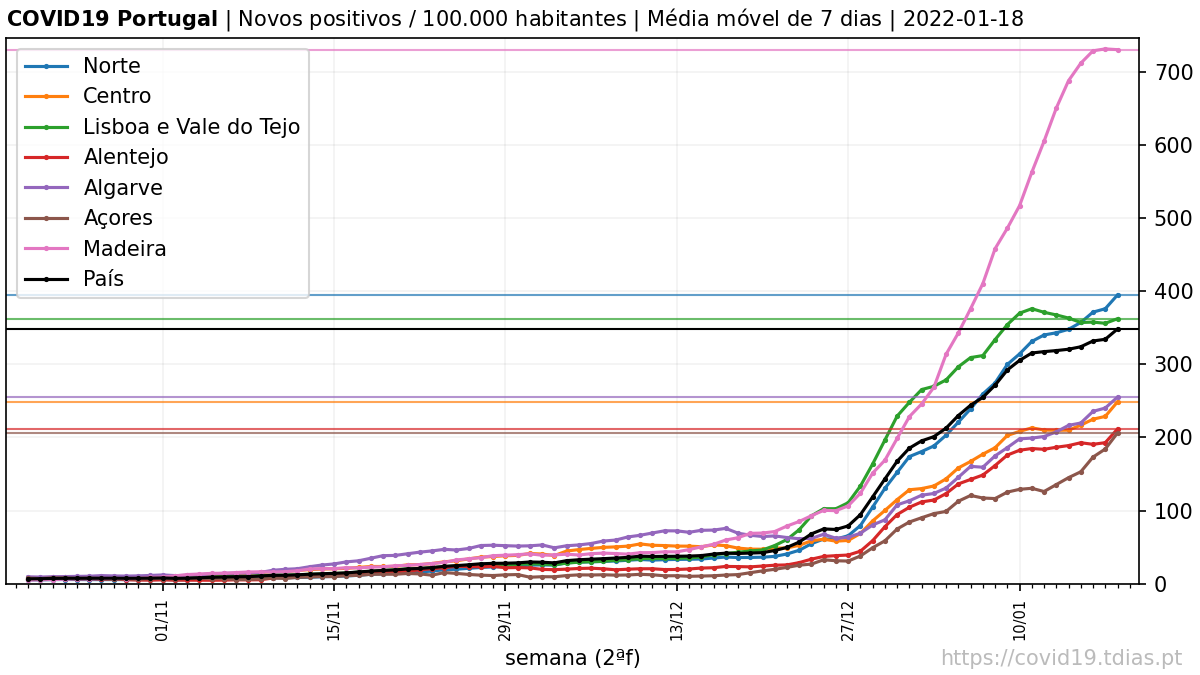 COVID19 Portugal | Novos positivos / 100.000 habitantes | Média móvel de 7 dias | 2022-01-18
Norte
Centro
Lisboa e Vale do Tejo
Alentejo
Algarve
Açores
Madeira
País
700
600
500
400
300
200
100
0
01/11
15/11
29/11
13/12
27/12
10/01
semana (2ªf)
https://covid19.tdias.pt